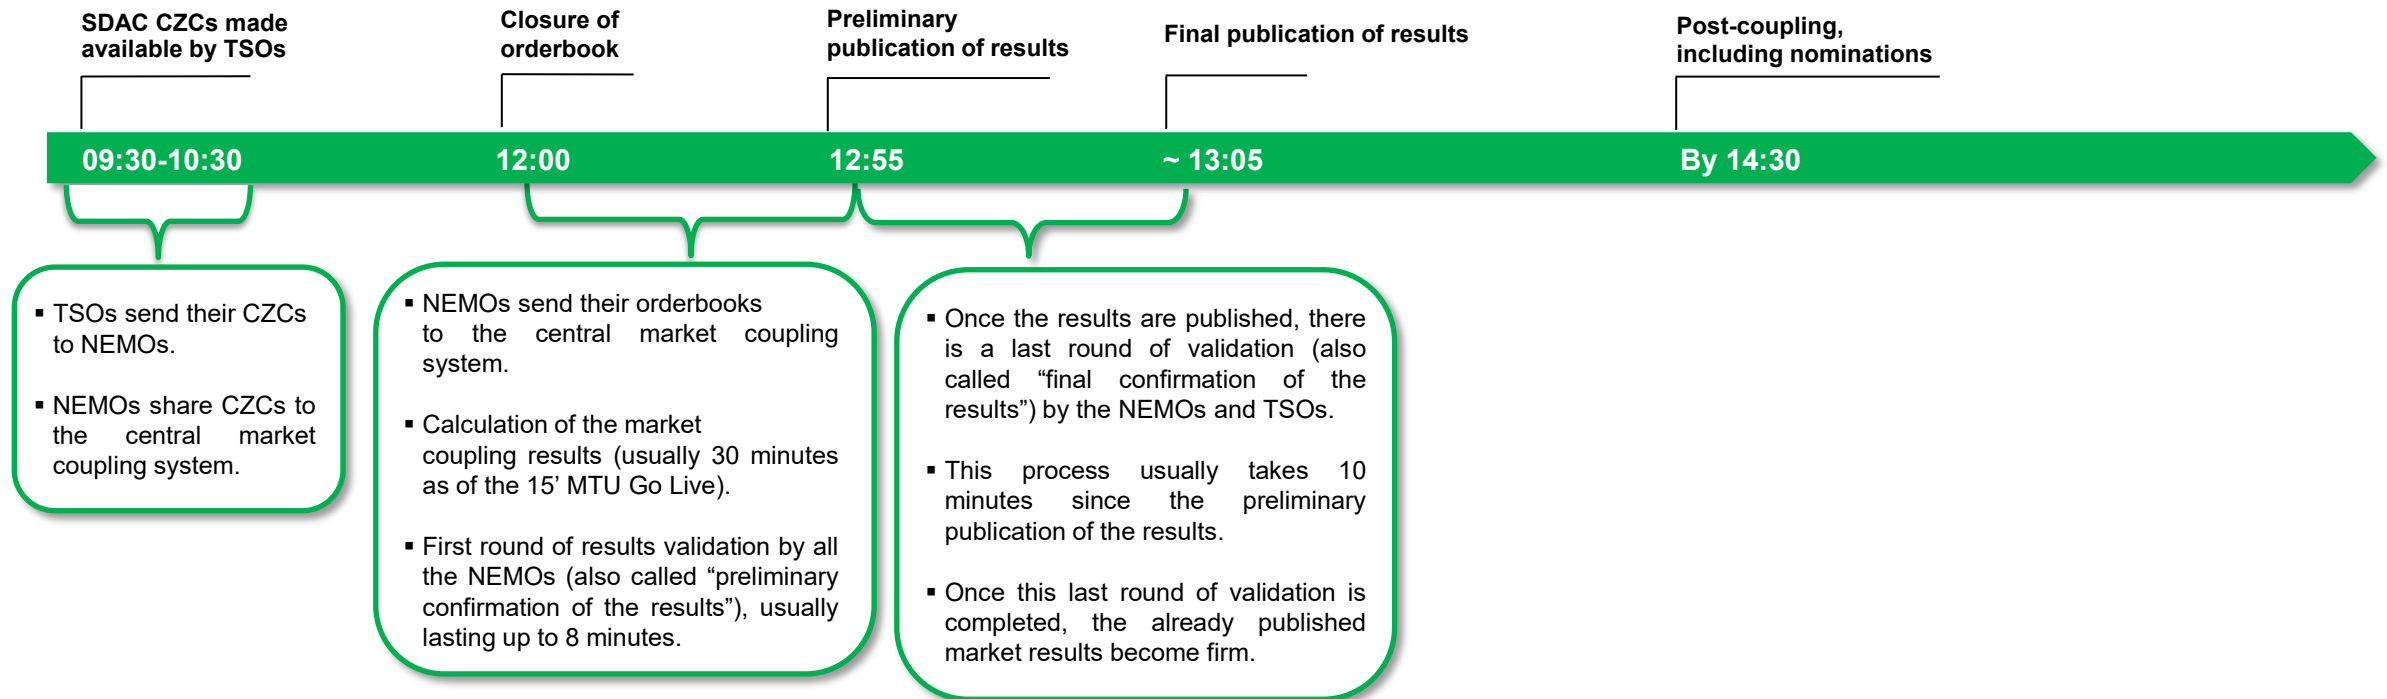 SDAC CZCs made
available by TSOs
Closure of
orderbook
Preliminary
publication of results
Final publication of results
Post-coupling,
including nominations
09:30-10:30
12:00
12:55
~ 13:05
By 14:30
▪ TSOs send their CZCs
to NEMOs.
▪ NEMOs share CZCs to
the central market
coupling system.
▪ NEMOs send their orderbooks
to the central market coupling
system.
▪ Calculation of the market
coupling results (usually 30 minutes
as of the 15’ MTU Go Live).
▪ First round of results validation by all
the NEMOs (also called “preliminary
confirmation of the results”), usually
lasting up to 8 minutes.
▪ Once the results are published, there
is a last round of validation (also
called “final confirmation of the
results”) by the NEMOs and TSOs.
▪ This process usually takes 10
minutes since the preliminary
publication of the results.
▪ Once this last round of validation is
completed, the already published
market results become firm.